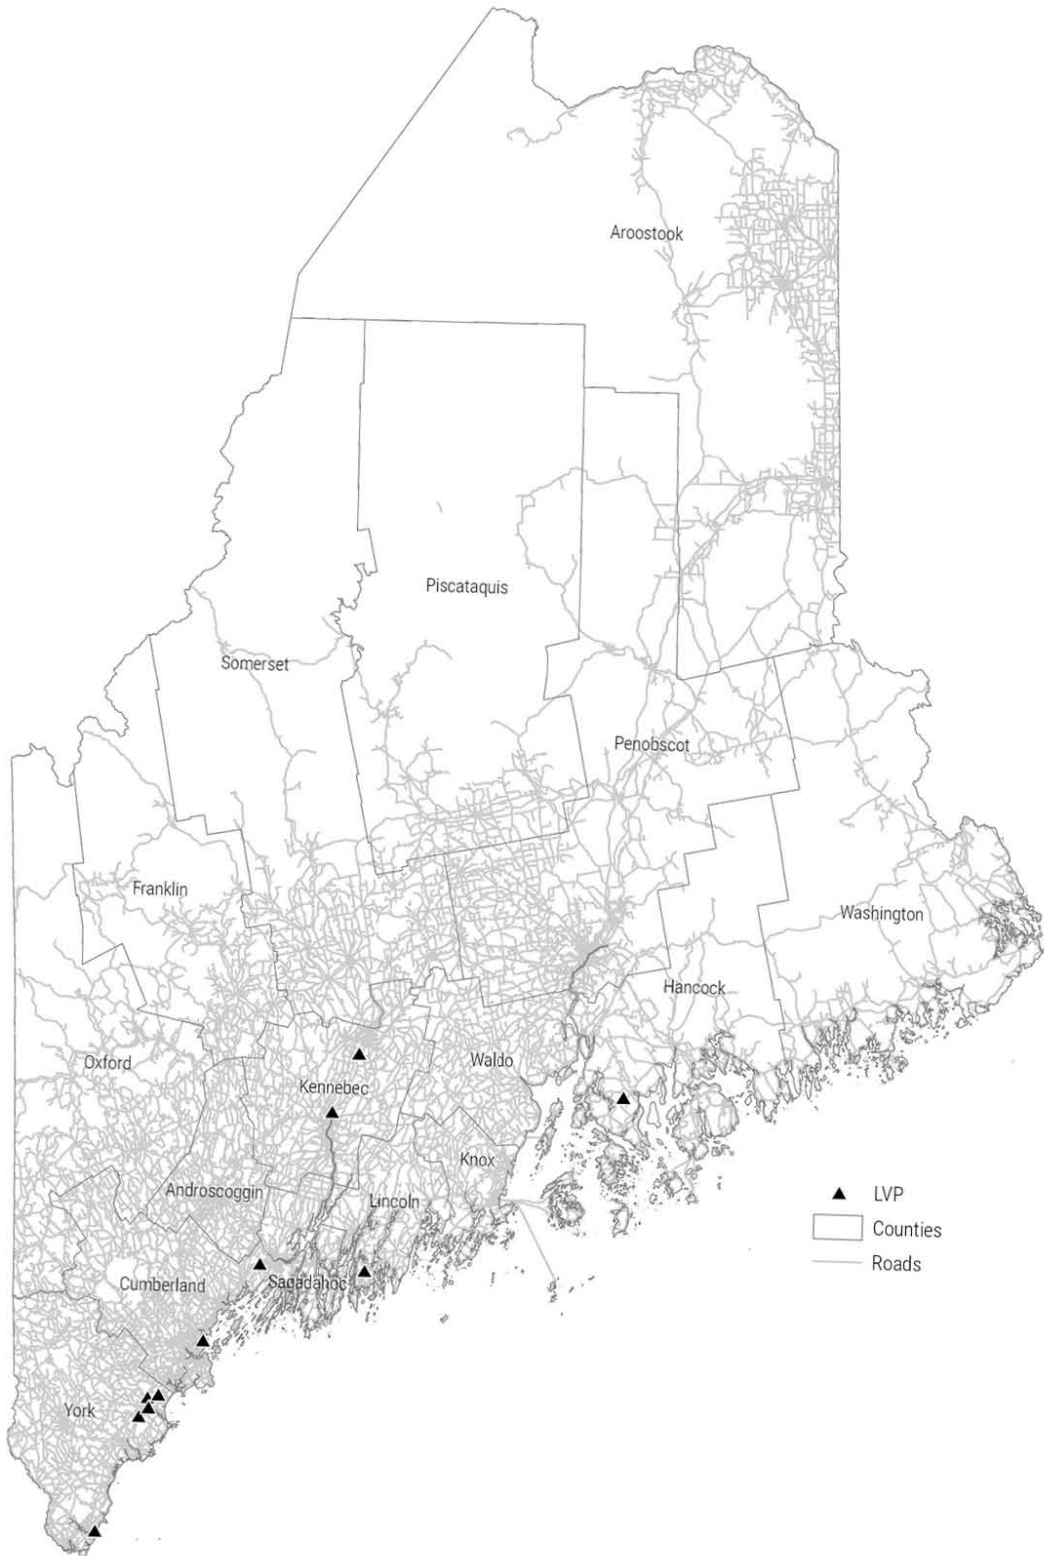 Aroostook
Piscataquis
Somerset
Penobscot
Franklin
Washington
Hancock
Oxford
Waldo
Kennebec
Knox
Androscoggin
Lincoln
LVP
Counties
Roads
Cumberland
Sagadahoc
York